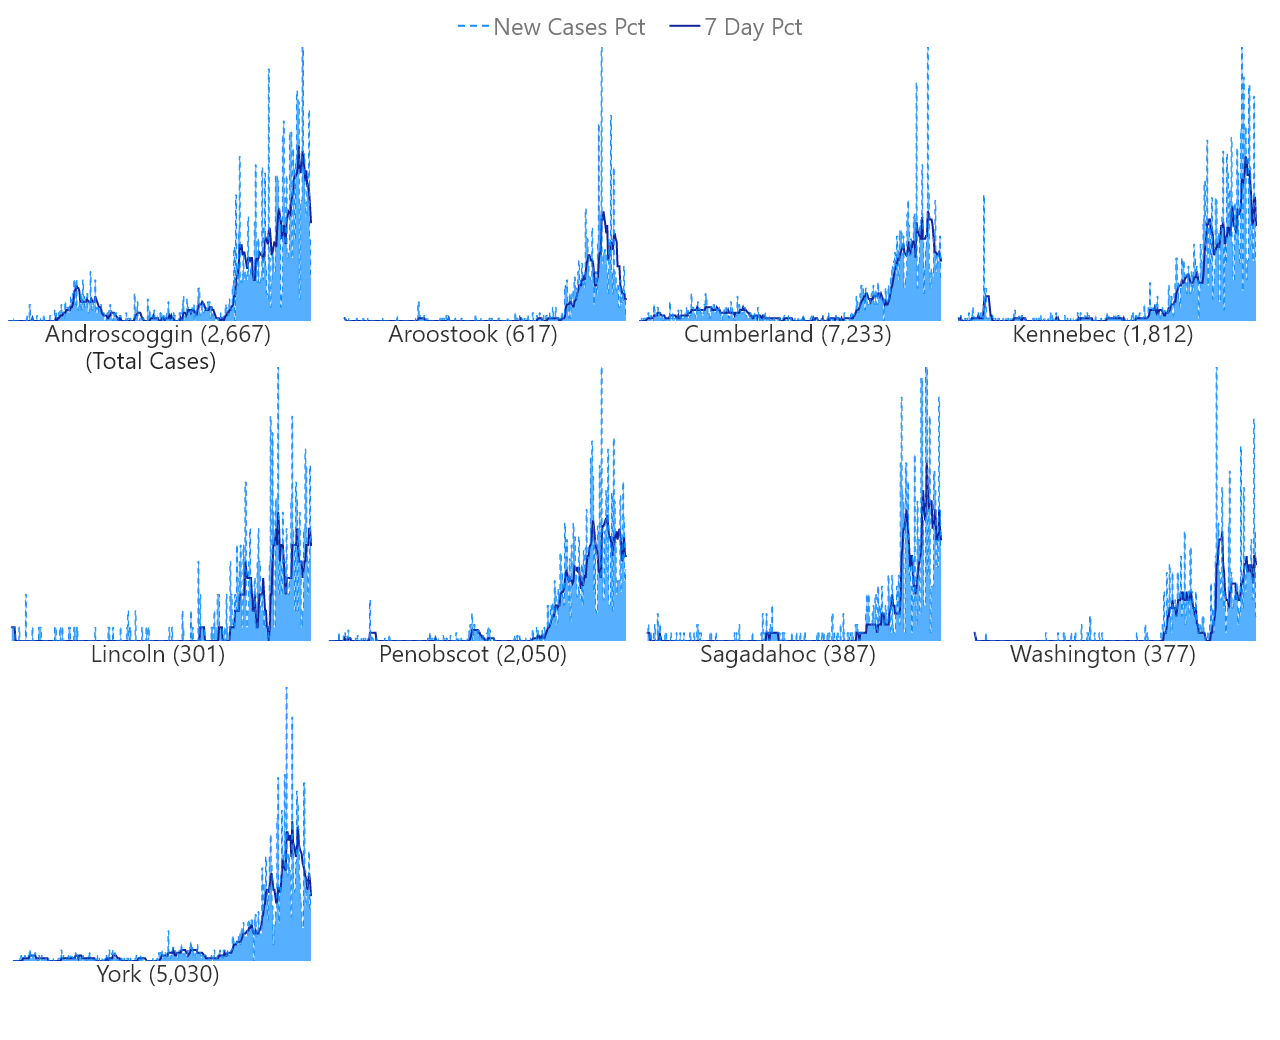 New Cases Pct 7 Day Pct
Androscoggin (2,667)
(Total Cases)
Aroostook (617)
Cumberland (7,233)
Kennebec (1,812)
Lincoln (301)
Penobscot (2,050)
Sagadahoc (387)
Washington (377)
York (5,030)